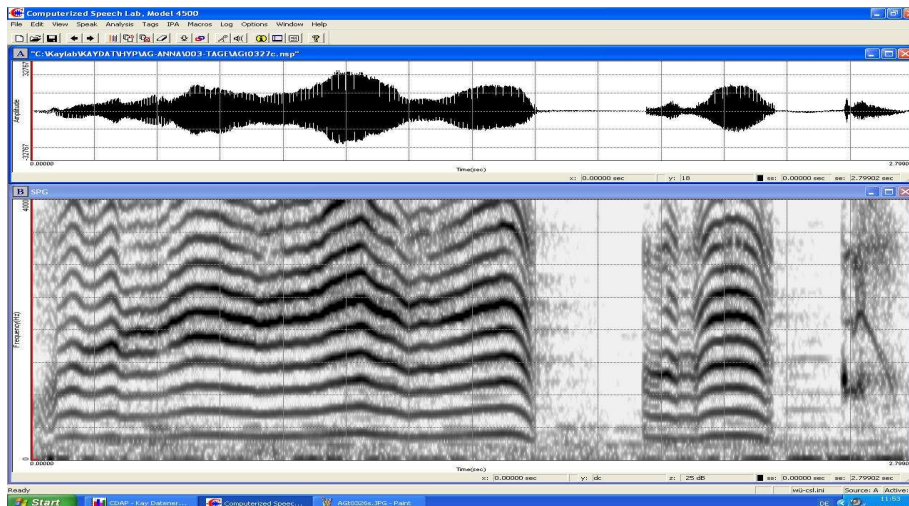 Computerized Speech Lab, Model 4500
File Edit View Speak Analysis Tags IPA Macros Log Options Window Help
A "C:\Kaylab\KAYDAT\HYP\AG-ANNA\003-TAGE\AGt0327c.nsp"
32767
Amplitude
-32767
0.00000 Time(sec) 2.7990
x: 0.00000 sec y: 18 ss: 0.00000 sec se: 2.79902 sec
B SPG
4000
Frequency(Hz)
0
0.00000 Time(sec) 2.7990
x: 0.00000 sec y: dc z: 25 dB ss: 0.00000 sec se: 2.79902 sec
Ready wü-csl.ini Source: A Active:
Start CDAP - Kay Datener... Computerized Speec... AGt0326c.JPG - Paint DE 11:53